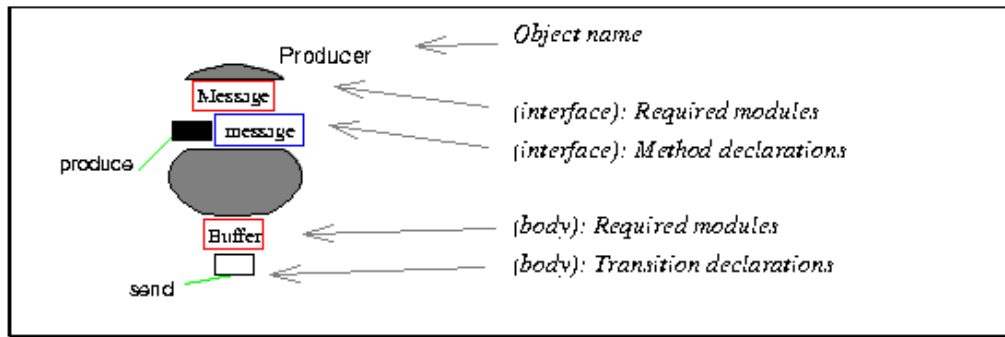 Object name
Producer
Message
(interface): Required modules
message
(interface): Method declarations
produce
Buffer
(body): Required modules
(body): Transition declarations
send